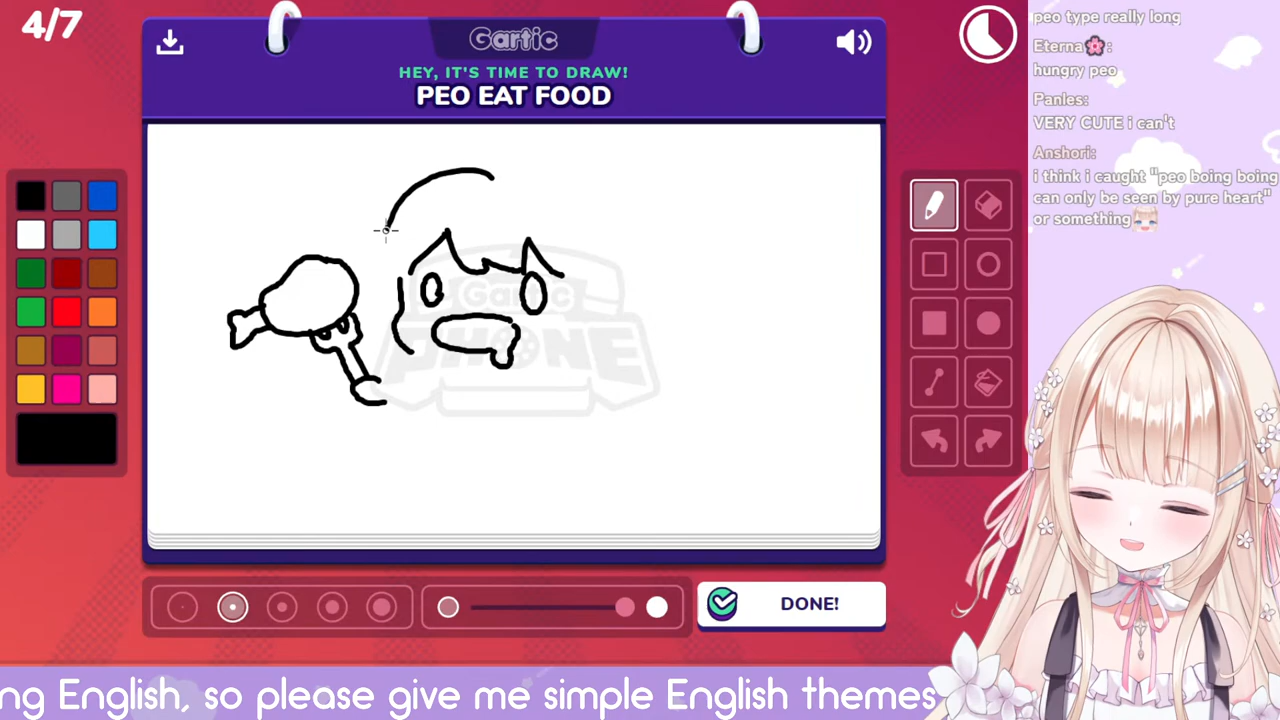 4/7
Gartic
HEY, IT'S TIME TO DRAW!
PEO EAT FOOD
Gartic
PHONE
DONE!
peo type really long
Eterna🌸:
hungry peo
Panles:
VERY CUTE i can't
Anshori:
i think i caught "peo boing boing
can only be seen by pure heart"
or something
ng English, so please give me simple English themes